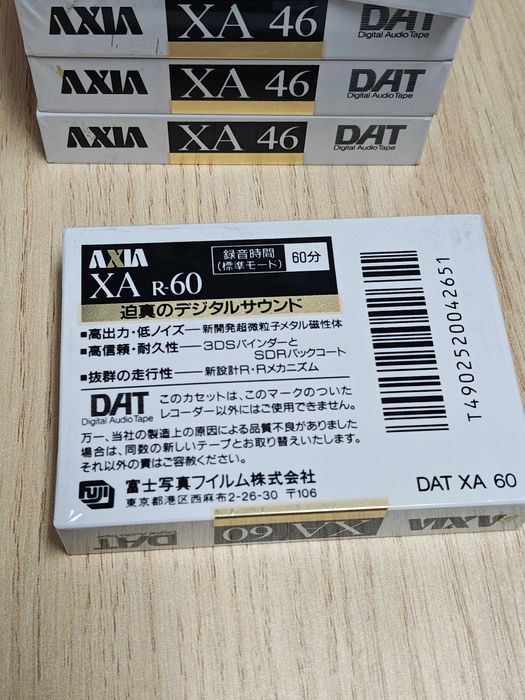 AXIA XA 46 DAT
Digital Audio Tape
AXIA XA 46 DAT
Digital Audio Tape
AXIA XA 46 DAT
Digital Audio Tape
AXIA
XA R-60
録音時間
(標準モード)
60分
迫真のデジタルサウンド
■高出力・低ノイズ──新開発超微粒子メタル磁性体
■高信頼・耐久性──3DSバインダーと
SDRバックコート
■抜群の走行性──新設計R・Rメカニズム
DAT
Digital Audio Tape
このカセットは、このマークのついた
レコーダー以外にはご使用できません。
万一、当社の製造上の原因による品質不良がありました
場合は、同数の新しいテープとお取り替えいたします。
それ以外の責はご容赦ください。
FUJI
富士写真フイルム株式会社
東京都港区西麻布2-26-30 〒106
T4902520042651
DAT XA 60
AXIA XA 60 DAT